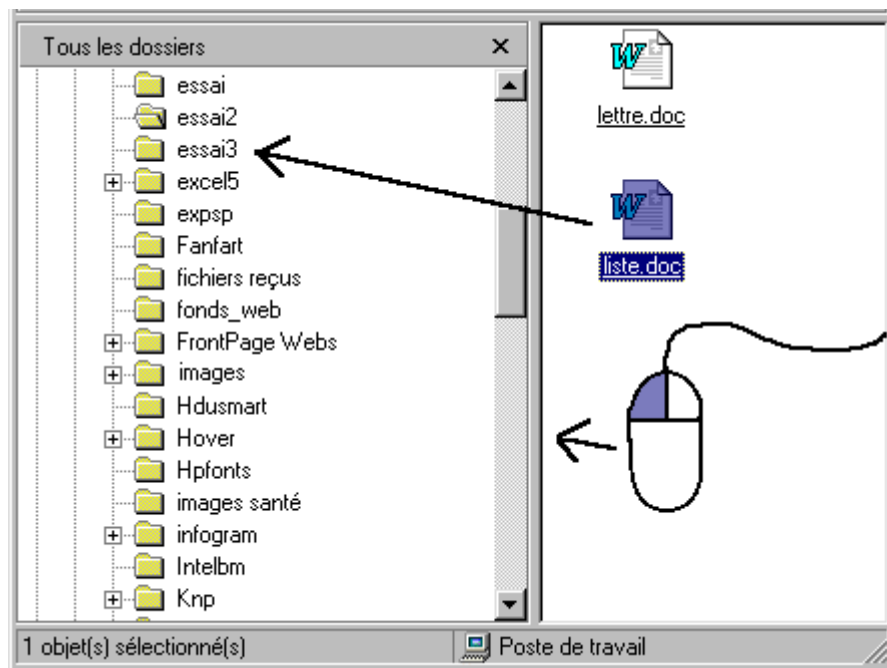 Tous les dossiers
essai
essai2
essai3
excel5
expsp
Fanfart
fichiers reçus
fonds_web
FrontPage Webs
images
Hdusmart
Hover
Hpfonts
images santé
infogram
Intelbm
Knp
lettre.doc
liste.doc
1 objet(s) sélectionné(s)
Poste de travail